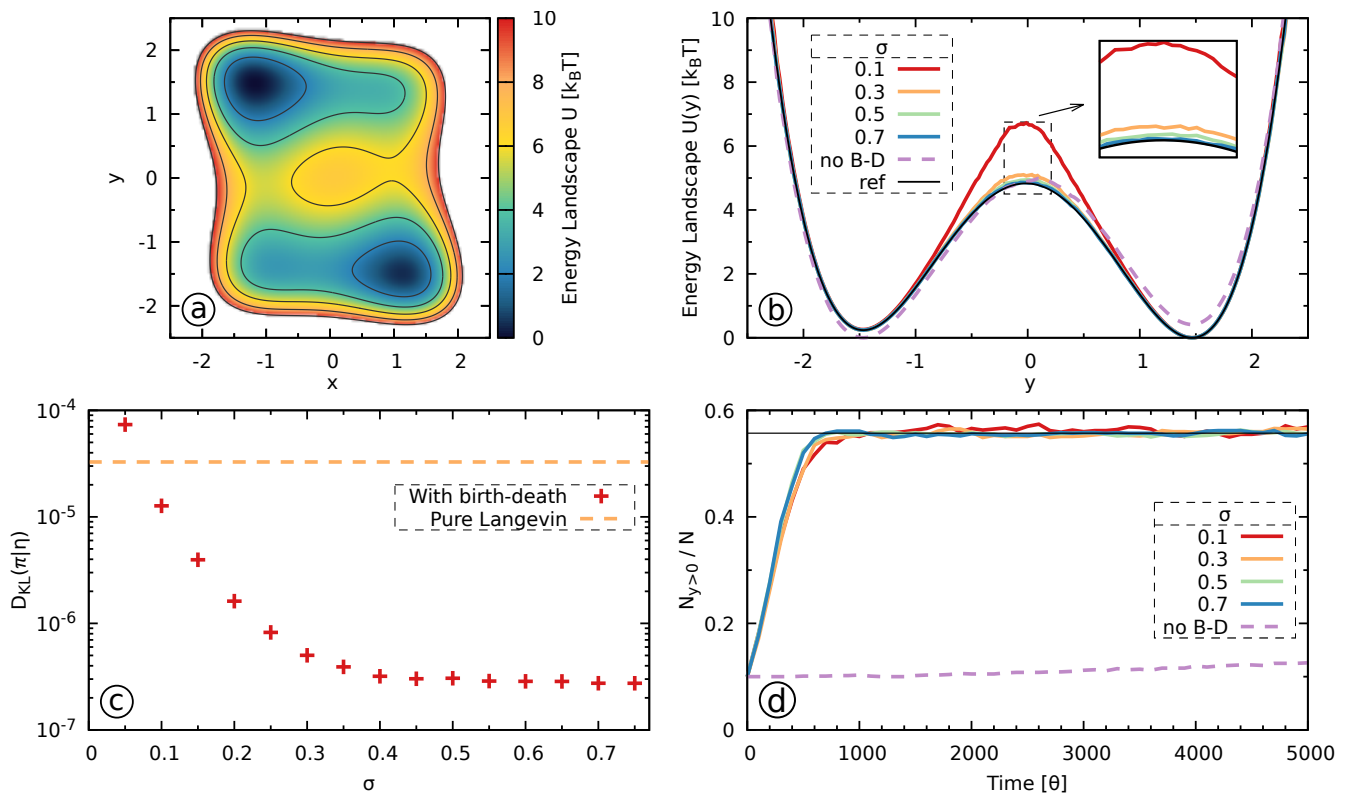 2
1
0
-1
-2
y
-2
-1
0
1
2
x
a
10
8
6
4
2
0
Energy Landscape U [kBT]
10
8
6
4
2
0
Energy Landscape U(y) [kBT]
-2
-1
0
1
2
y
b
σ
0.1
0.3
0.5
0.7
no B-D
ref
10-4
10-5
10-6
10-7
DKL(π|η)
0
0.1
0.2
0.3
0.4
0.5
0.6
0.7
σ
c
With birth-death
Pure Langevin
0.6
0.4
0.2
0
Ny>0 / N
0
1000
2000
3000
4000
5000
Time [θ]
d
σ
0.1
0.3
0.5
0.7
no B-D